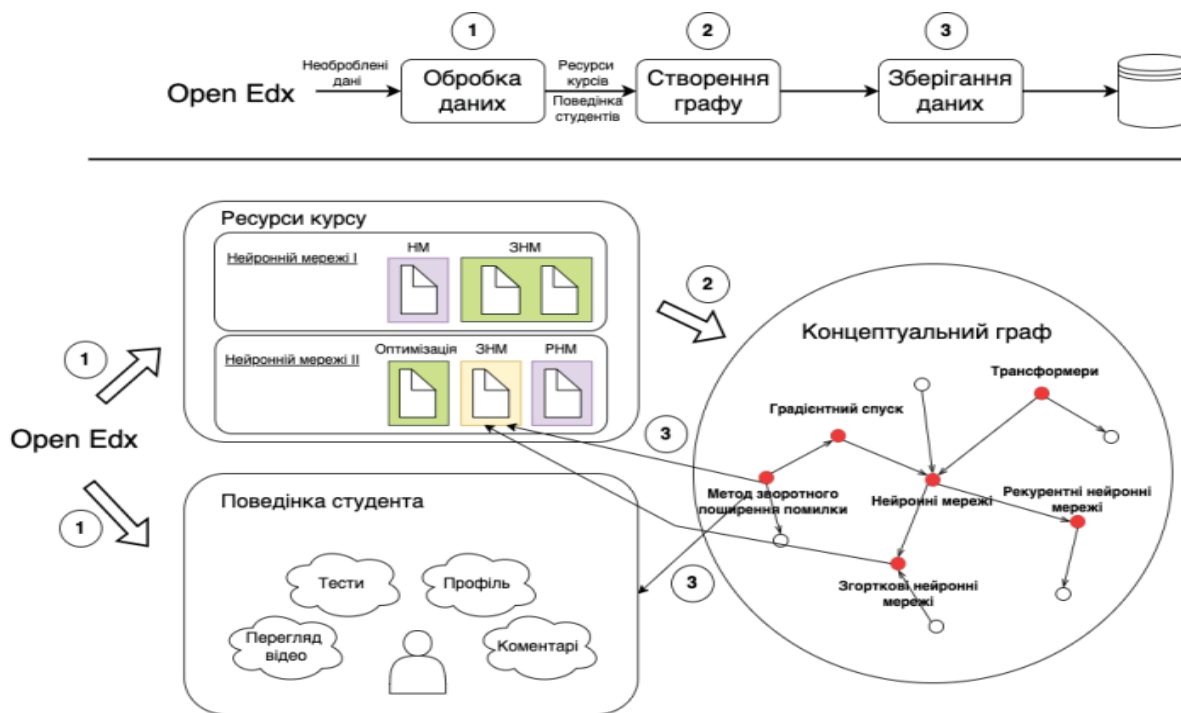 1
2
3
Open Edx
Необроблені
дані
Обробка
даних
Ресурси
курсів
Поведінка
студентів
Створення
графу
Зберігання
даних
Ресурси курсу
Нейронній мережі I
НМ
ЗНМ
Нейронній мережі II
Оптимізація
ЗНМ
РНМ
1
Open Edx
1
2
3
3
Поведінка студента
Тести
Профіль
Перегляд
відео
Коментарі
Концептуальний граф
Трансформери
Градієнтний спуск
Метод зворотного
поширення помилки
Нейронні мережі
Рекурентні нейронні
мережі
Згорткові нейронні
мережі